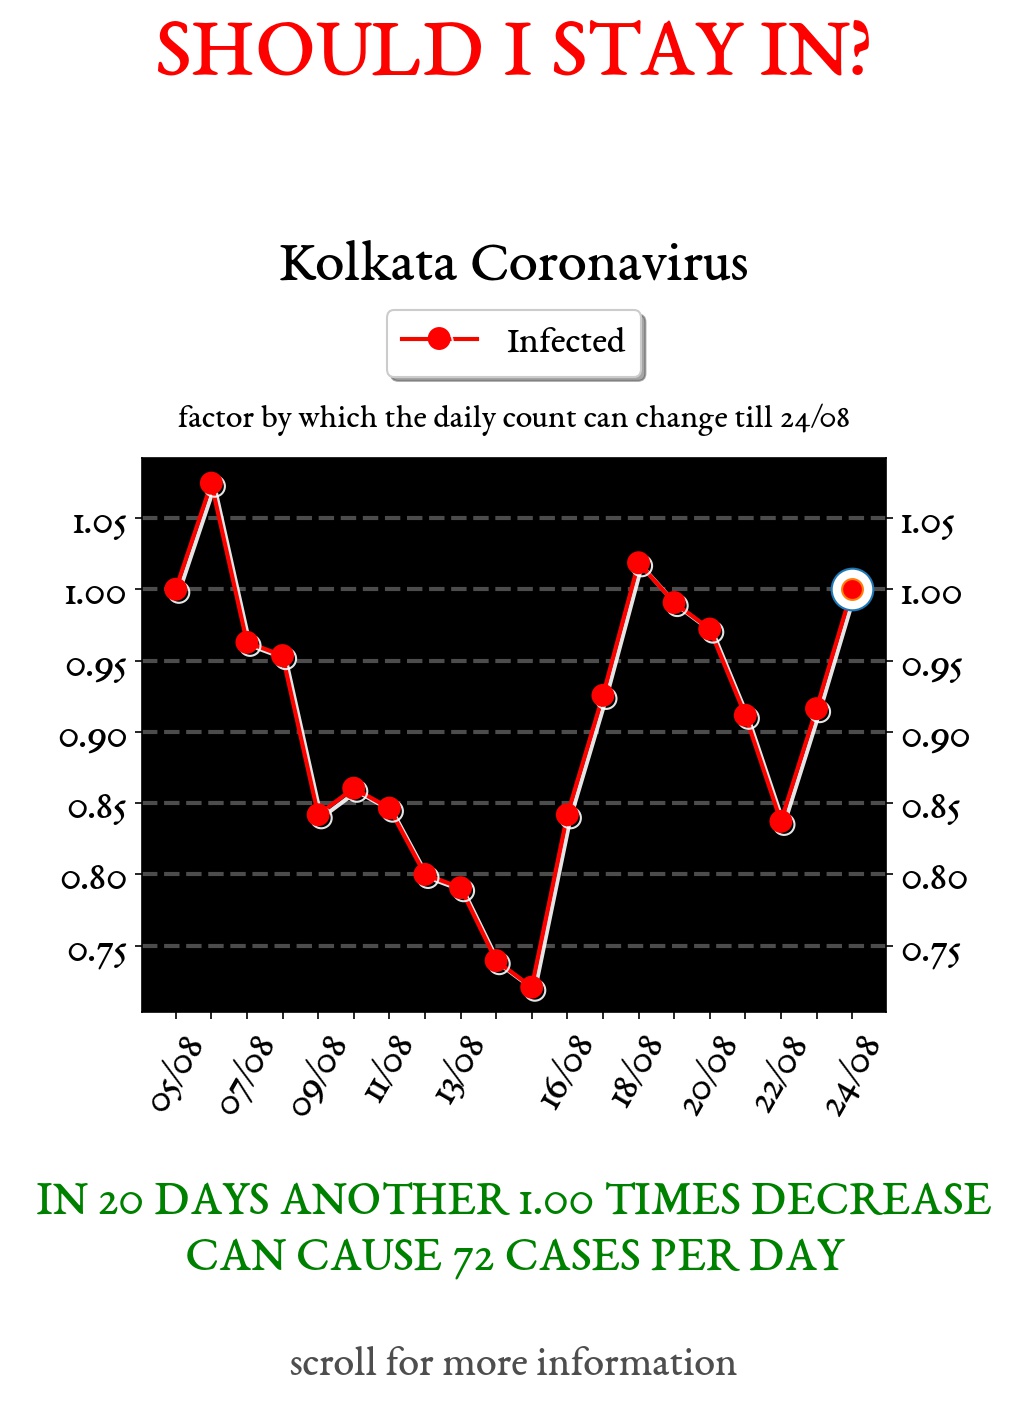 SHOULD I STAY IN?
Kolkata Coronavirus
Infected
factor by which the daily count can change till 24/08
1.05 1.05
1.00 1.00
0.95 0.95
0.90 0.90
0.85 0.85
0.80 0.80
0.75 0.75
05/08 07/08 09/08 11/08 13/08 16/08 18/08 20/08 22/08 24/08
IN 20 DAYS ANOTHER 1.00 TIMES DECREASE
CAN CAUSE 72 CASES PER DAY
scroll for more information